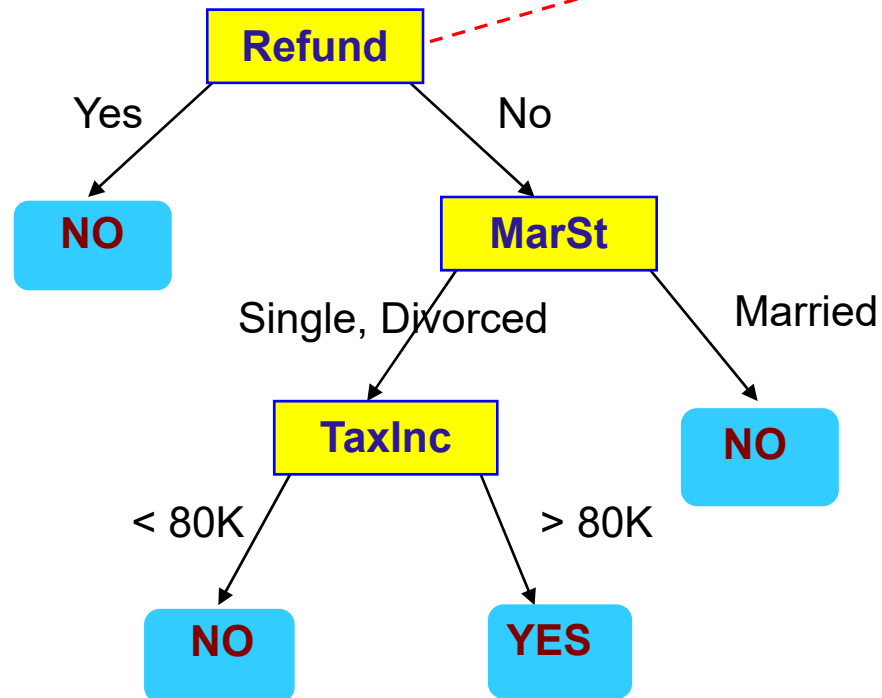 Refund
Yes
No
NO
MarSt
Single, Divorced
Married
TaxInc
NO
< 80K
> 80K
NO
YES